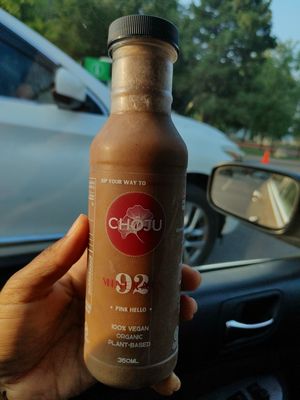 SIP YOUR WAY TO
CHOJU
92
• PINK HELLO •
100% VEGAN
ORGANIC
PLANT-BASED
350ML